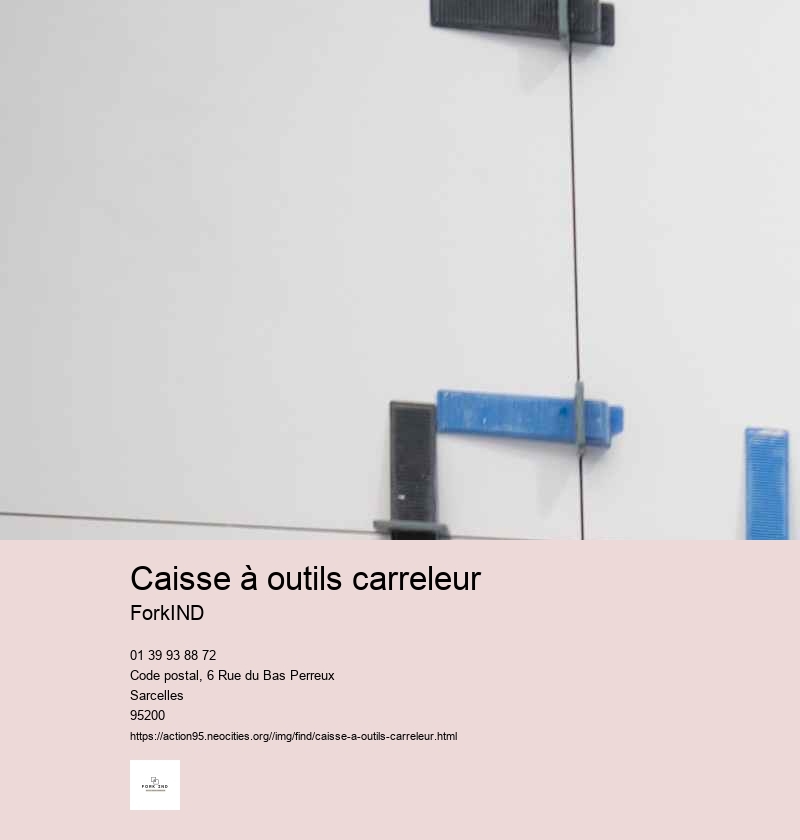 Caisse à outils carreleur
ForkIND
01 39 93 88 72
Code postal, 6 Rue du Bas Perreux
Sarcelles
95200
https://action95.neocities.org//img/find/caisse-a-outils-carreleur.html
FORK IND